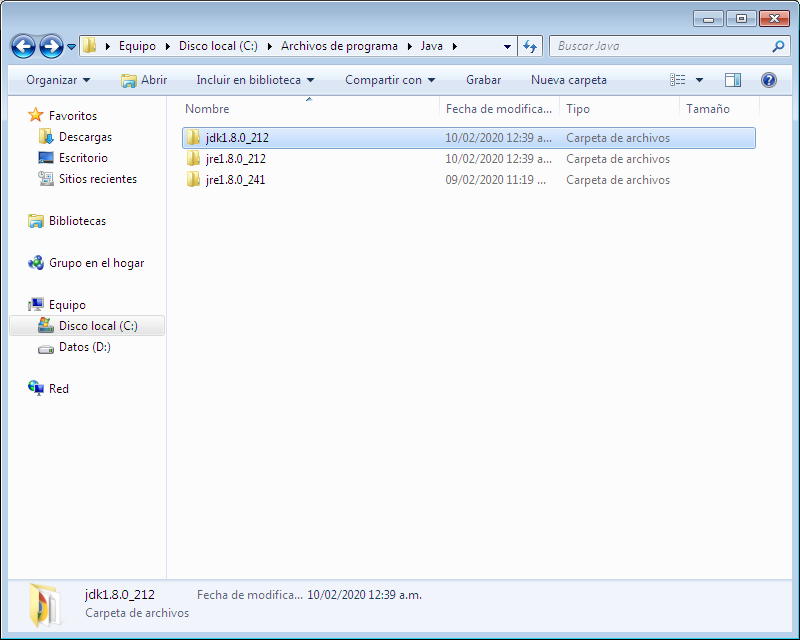 Equipo Disco local (C:) Archivos de programa Java Buscar Java
Organizar Abrir Incluir en biblioteca Compartir con Grabar Nueva carpeta
Nombre Fecha de modifica... Tipo Tamaño
jdk1.8.0_212 10/02/2020 12:39 a... Carpeta de archivos
jre1.8.0_212 10/02/2020 12:39 a... Carpeta de archivos
jre1.8.0_241 09/02/2020 11:19 ... Carpeta de archivos
Favoritos
Descargas
Escritorio
Sitios recientes
Bibliotecas
Grupo en el hogar
Equipo
Disco local (C:)
Datos (D:)
Red
jdk1.8.0_212 Fecha de modifica... 10/02/2020 12:39 a.m.
Carpeta de archivos